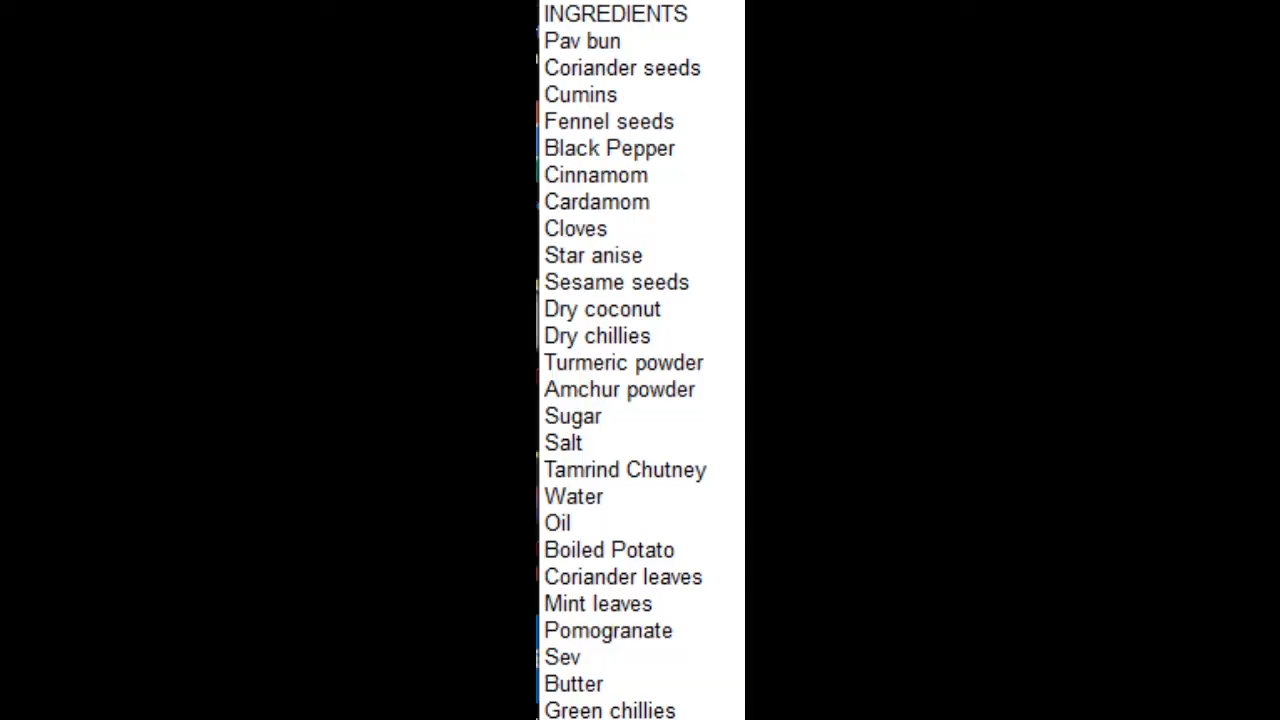 INGREDIENTS
Pav bun
Coriander seeds
Cumins
Fennel seeds
Black Pepper
Cinnamom
Cardamom
Cloves
Star anise
Sesame seeds
Dry coconut
Dry chillies
Turmeric powder
Amchur powder
Sugar
Salt
Tamrind Chutney
Water
Oil
Boiled Potato
Coriander leaves
Mint leaves
Pomogranate
Sev
Butter
Green chillies